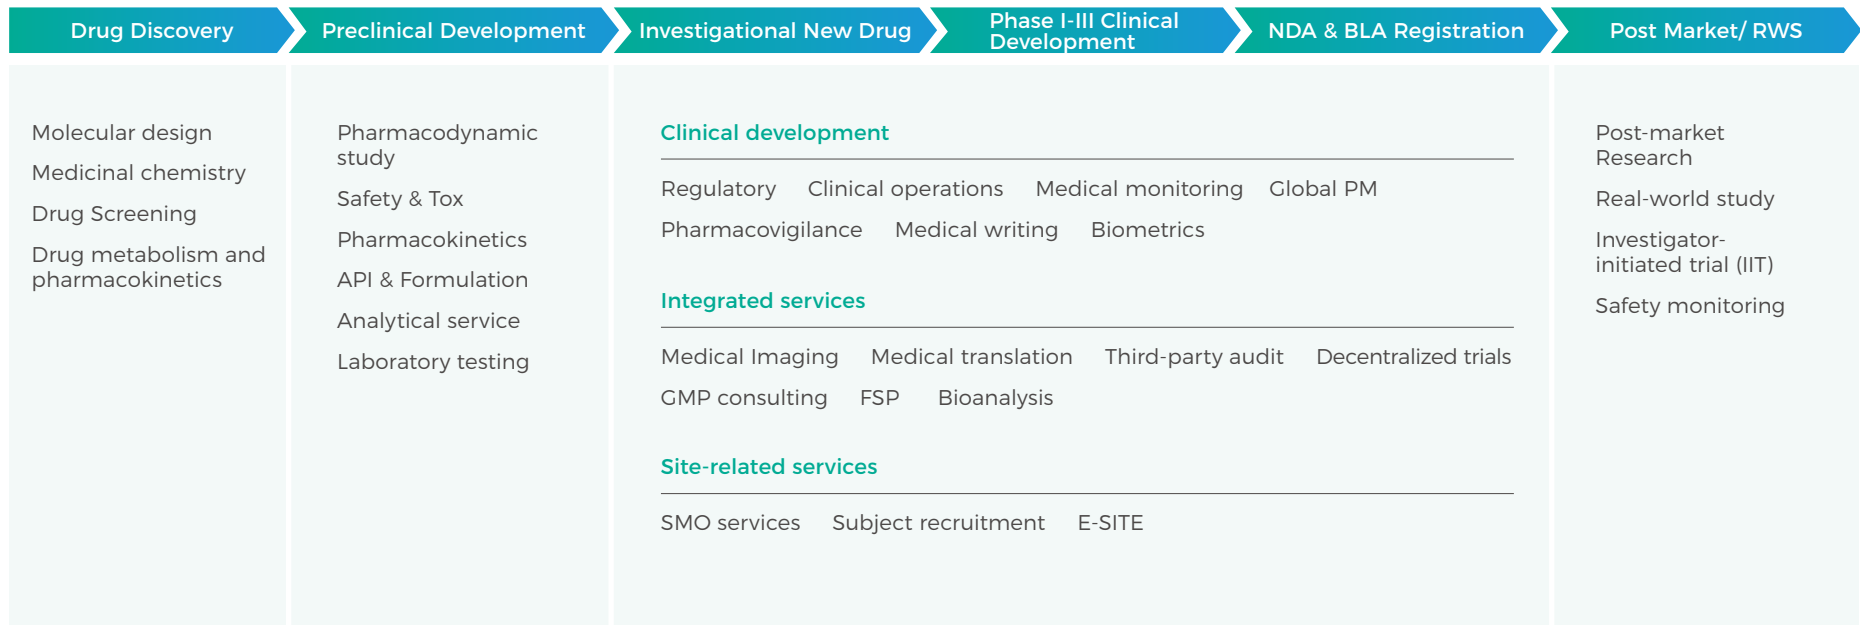 Drug Discovery
Preclinical Development
Investigational New Drug
Phase I-III Clinical
Development
NDA & BLA Registration
Post Market/ RWS
Molecular design
Medicinal chemistry
Drug Screening
Drug metabolism and
pharmacokinetics
Pharmacodynamic
study
Safety & Tox
Pharmacokinetics
API & Formulation
Analytical service
Laboratory testing
Clinical development
Regulatory Clinical operations Medical monitoring Global PM
Pharmacovigilance Medical writing Biometrics
Integrated services
Medical Imaging Medical translation Third-party audit Decentralized trials
GMP consulting FSP Bioanalysis
Site-related services
SMO services Subject recruitment E-SITE
Post-market
Research
Real-world study
Investigator-
initiated trial (IIT)
Safety monitoring